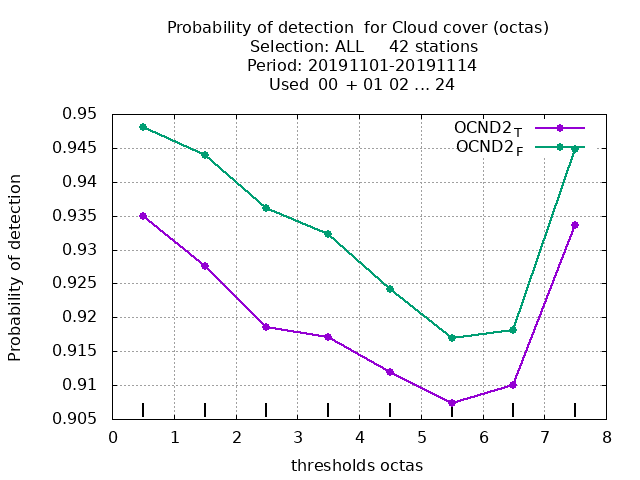 Probability of detection  for Cloud cover (octas)
Selection: ALL     42 stations
Period: 20191101-20191114
Used  00 + 01 02 ... 24
OCND2T
OCND2F
Probability of detection
0.95
0.945
0.94
0.935
0.93
0.925
0.92
0.915
0.91
0.905
0 1 2 3 4 5 6 7 8
thresholds octas